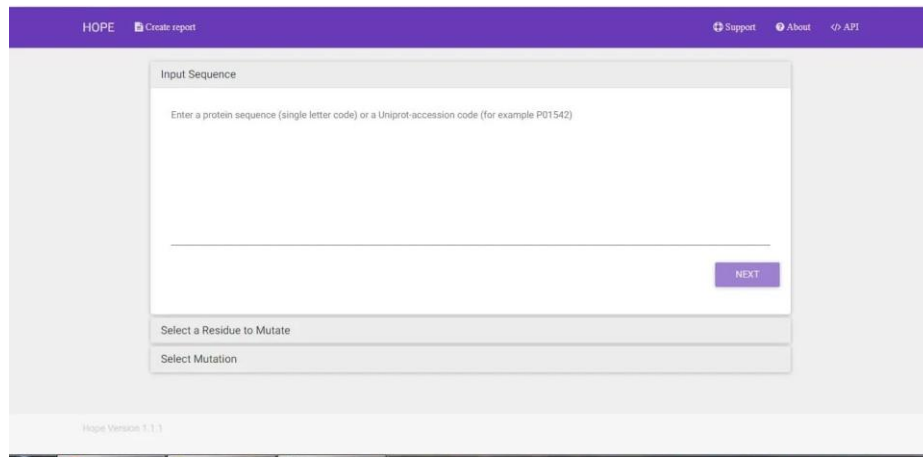 HOPE Create report Support About </> API
Input Sequence
Enter a protein sequence (single letter code) or a Uniprot-accession code (for example P01542)
NEXT
Select a Residue to Mutate
Select Mutation
Hope Version 1.1.1